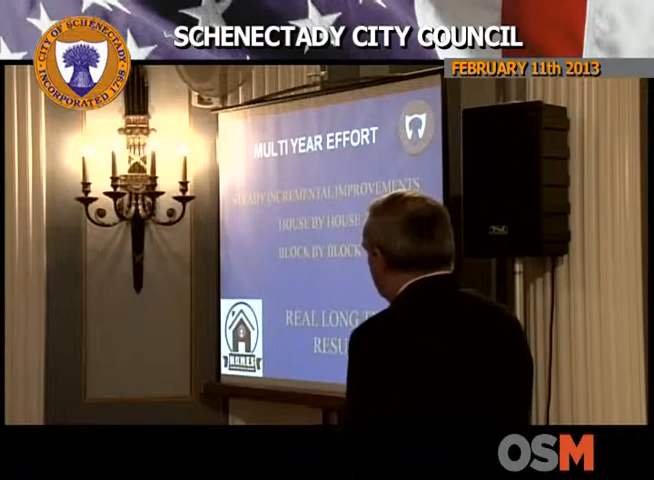 SCHENECTADY CITY COUNCIL
FEBRUARY 11th 2013
CITY OF SCHENECTADY
INCORPORATED 1798
MULTI YEAR EFFORT
STEADY INCREMENTAL IMPROVEMENTS
HOUSE BY HOUSE
BLOCK BY BLOCK
REAL LONG
H.O.M.E.S
OSM